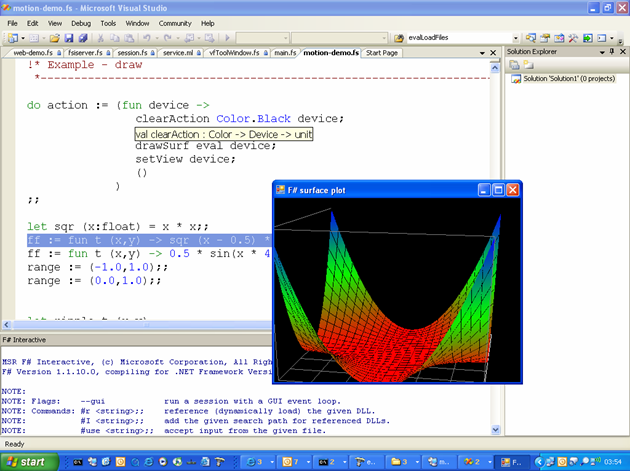 motion-demo.fs - Microsoft Visual Studio
File Edit View Debug Tools Window Community Help
evalLoadFiles
web-demo.fs fsserver.fs session.fs service.ml vfToolWindow.fs main.fs motion-demo.fs Start Page
Solution Explorer
Solution 'Solution1' (0 projects)
!* Example - draw
*----------------------------------------
do action := (fun device ->
clearAction Color.Black device;
val clearAction : Color -> Device -> unit
drawSurf eval device;
setView device;
()
)
;;
F# surface plot
let sqr (x:float) = x * x;;
ff := fun t (x,y) -> sqr (x - 0.5) *
ff := fun t (x,y) -> 0.5 * sin(x * 4
range := (-1.0,1.0);;
range := (0.0,1.0);;
F# Interactive
MSR F# Interactive, (c) Microsoft Corporation, All Righ
F# Version 1.1.10.0, compiling for .NET Framework Versi
NOTE:
NOTE: Flags: --gui run a session with a GUI event loop.
NOTE: Commands: #r <string>;; reference (dynamically load) the given DLL.
NOTE: #I <string>;; add the given search path for referenced DLLs.
NOTE: #use <string>;; accept input from the given file.
Ready
start
3 7 2 e... 3 m... 2 F... 03:54